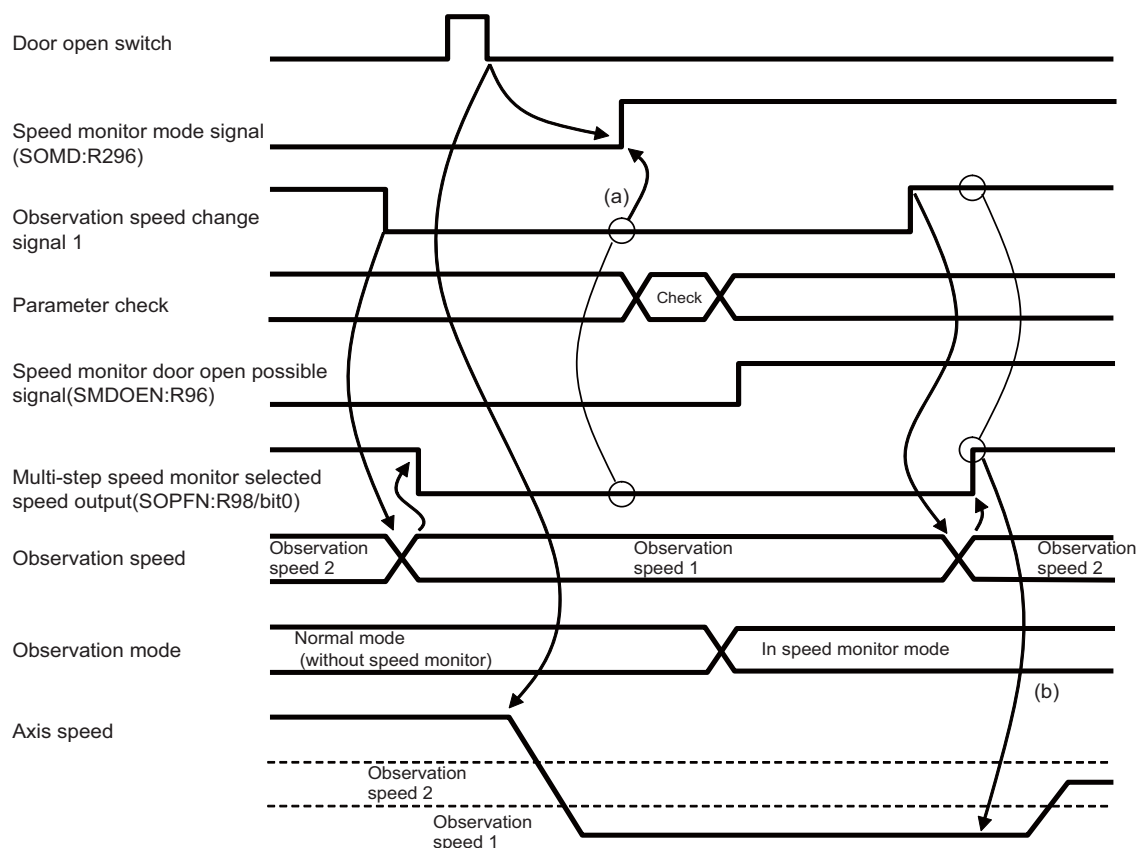 Door open switch
Speed monitor mode signal
(SOMD:R296)
(a)
Observation speed change
signal 1
Parameter check
Check
Speed monitor door open possible
signal(SMDOEN:R96)
Multi-step speed monitor selected
speed output(SOPFN:R98/bit0)
Observation speed
Observation
speed 2
Observation
speed 1
Observation
speed 2
Observation mode
Normal mode
(without speed monitor)
In speed monitor mode
(b)
Axis speed
Observation
speed 2
Observation
speed 1